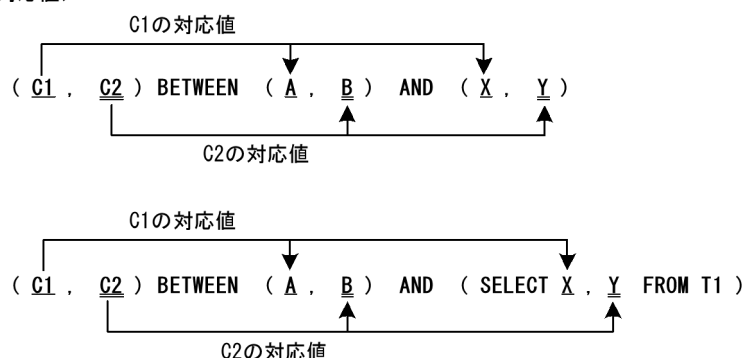 C1の対応値
( C1 , C2 ) BETWEEN ( A , B ) AND ( X , Y )
C2の対応値
C1の対応値
( C1 , C2 ) BETWEEN ( A , B ) AND ( SELECT X , Y FROM T1 )
C2の対応値